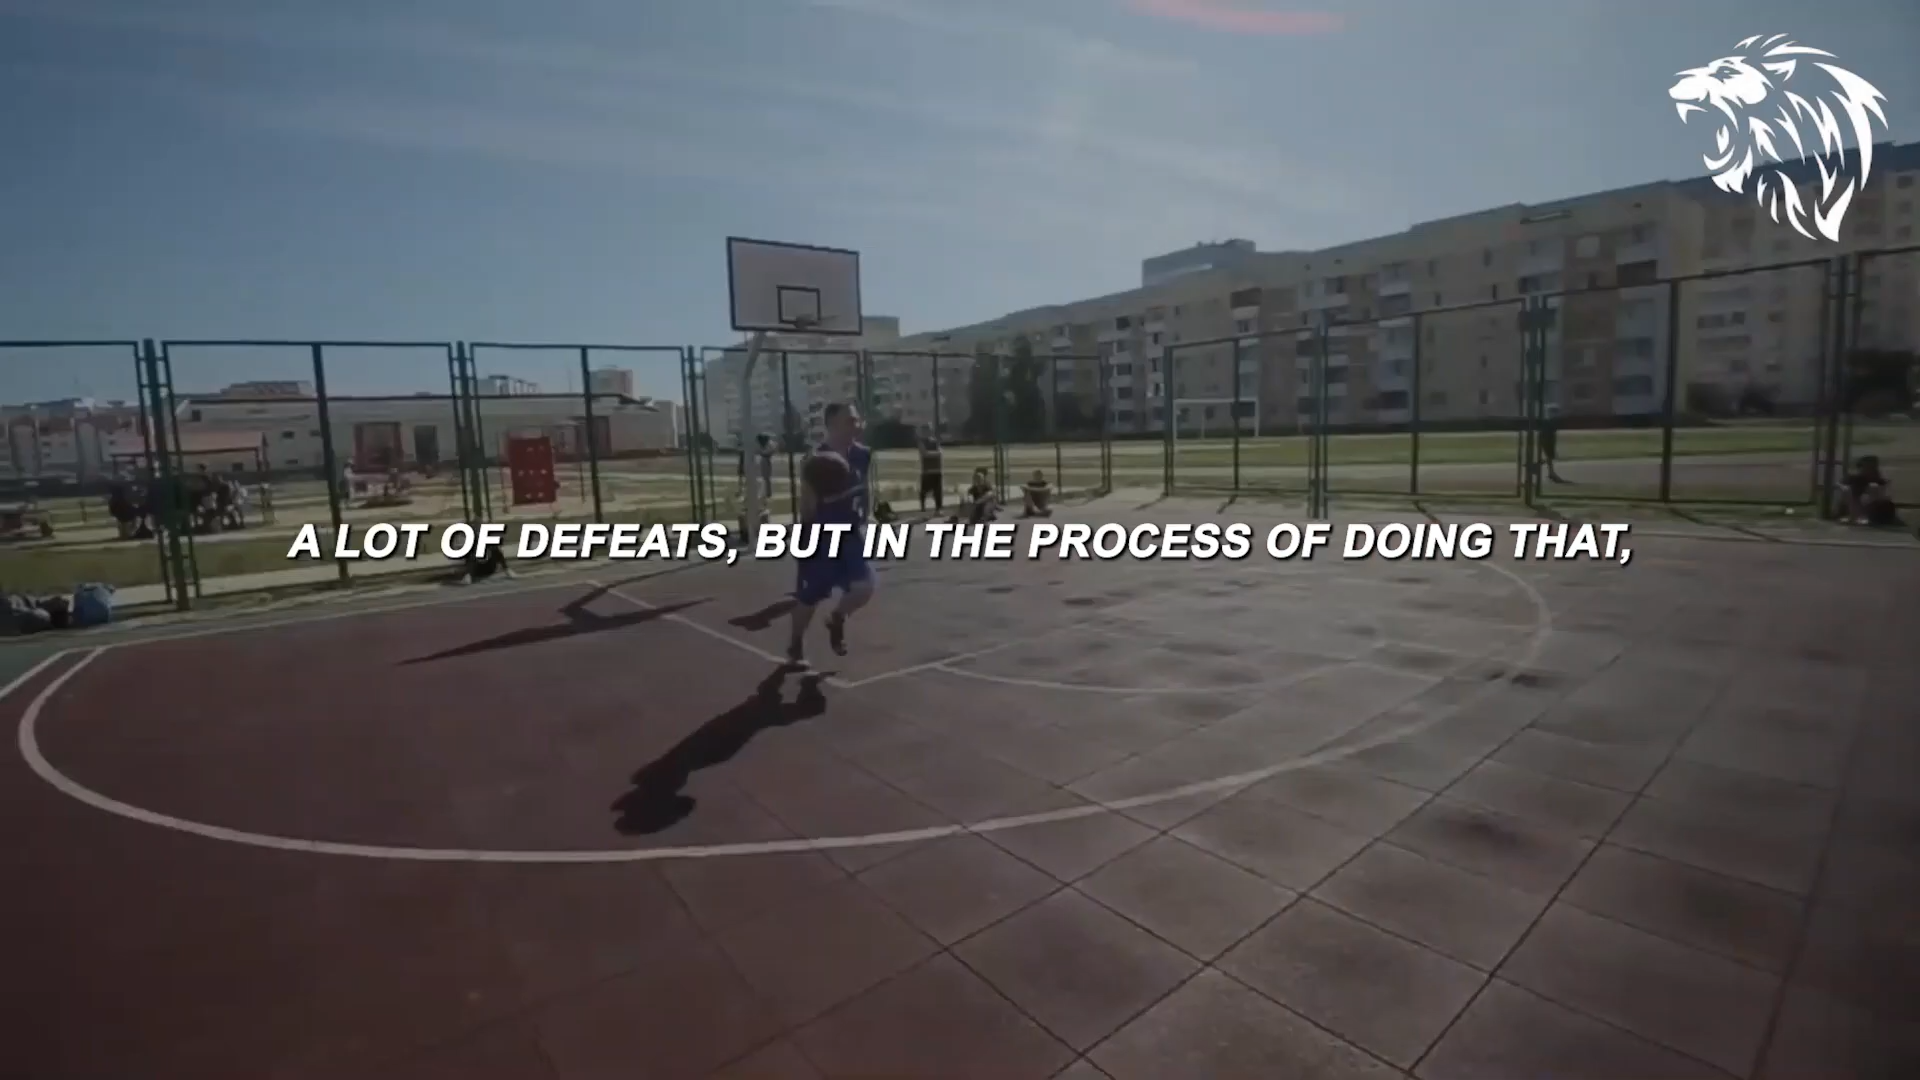 A LOT OF DEFEATS, BUT IN THE PROCESS OF DOING THAT,